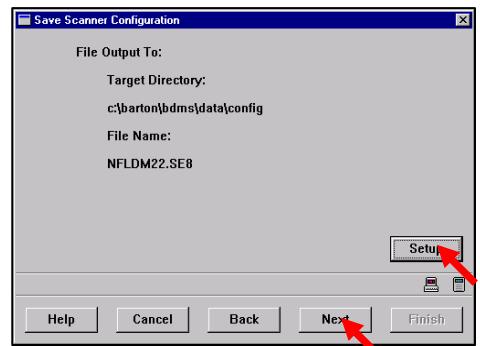 Save Scanner Configuration
File Output To:
Target Directory:
c:\barton\bdms\data\config
File Name:
NFLDM22.SE8
Setup
Help Cancel Back Next Finish